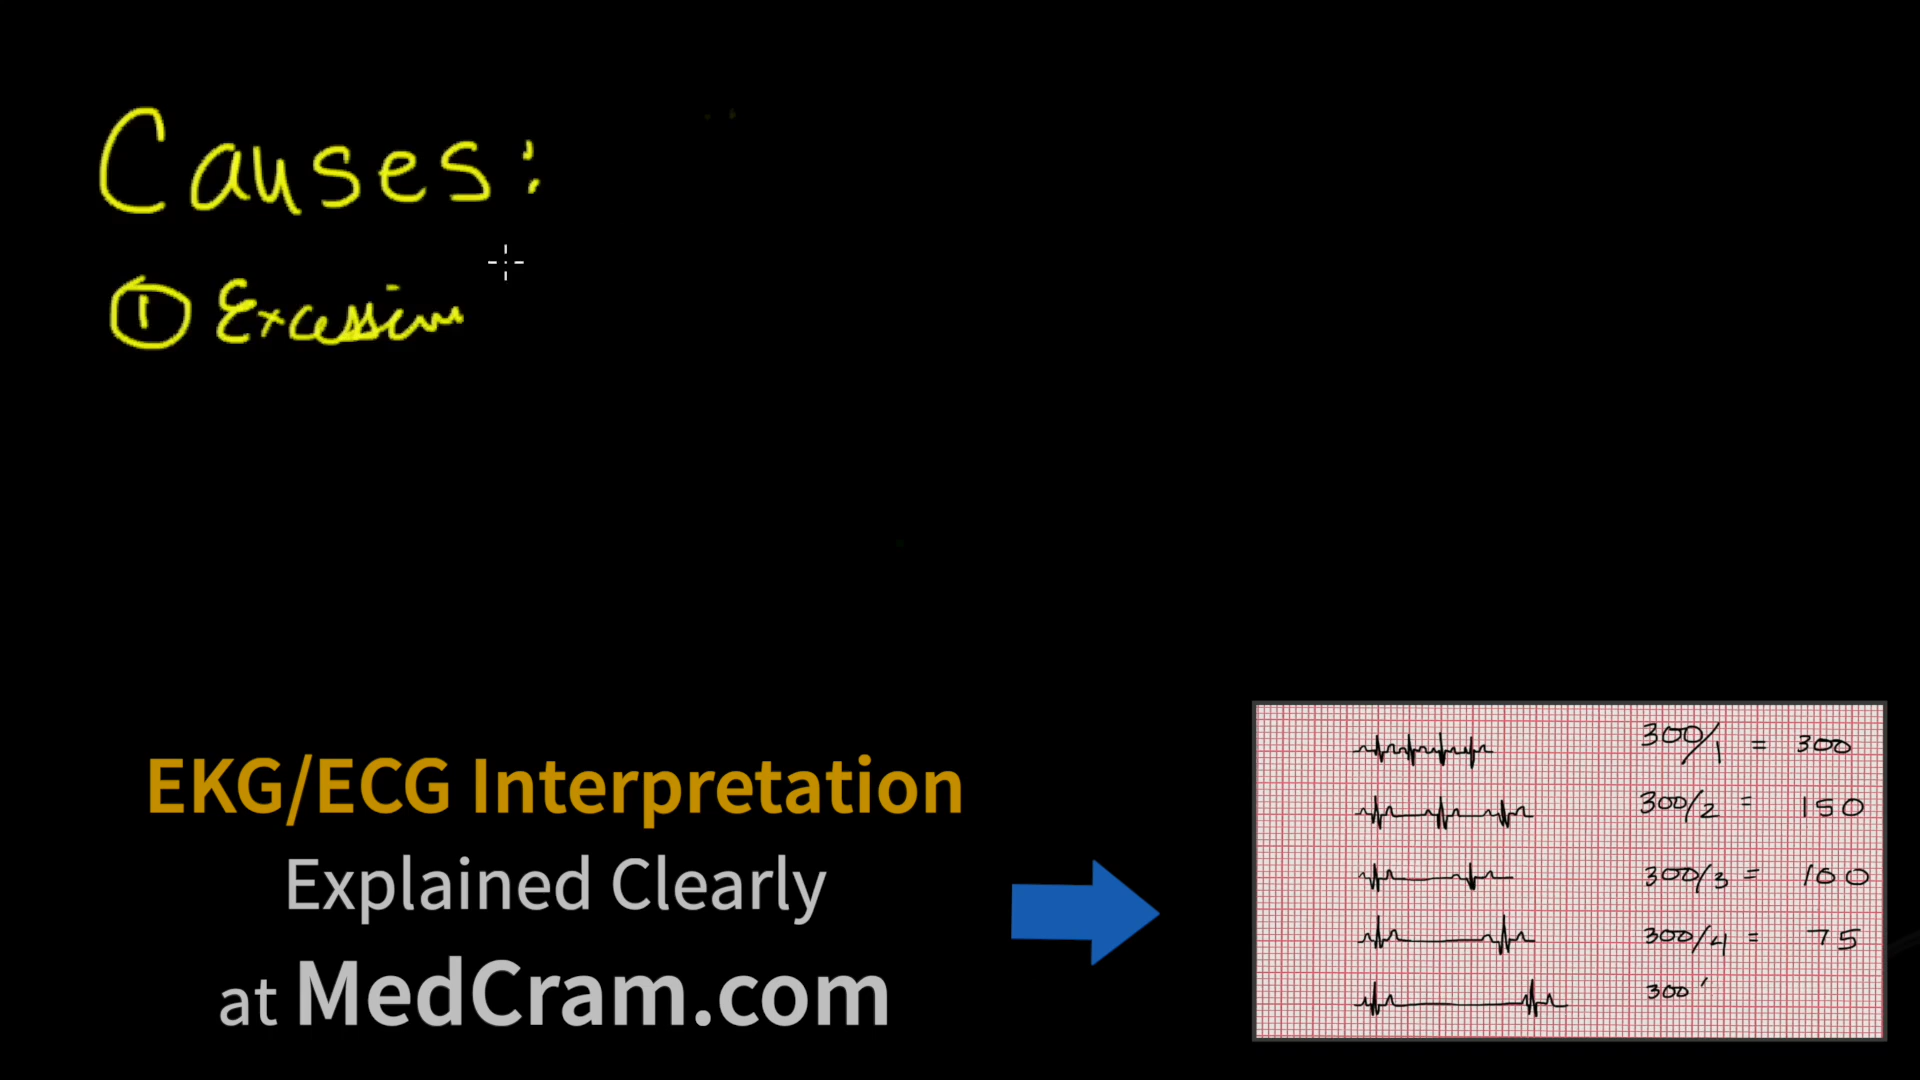 Causes:
① Excessive
EKG/ECG Interpretation
Explained Clearly
at MedCram.com
300/1 = 300
300/2 = 150
300/3 = 100
300/4 = 75
300